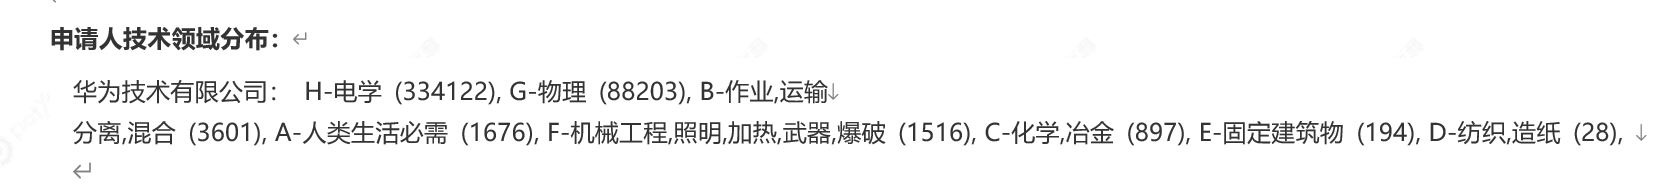 申请人技术领域分布：
华为技术有限公司： H-电学 (334122), G-物理 (88203), B-作业,运输
分离,混合 (3601), A-人类生活必需 (1676), F-机械工程,照明,加热,武器,爆破 (1516), C-化学,冶金 (897), E-固定建筑物 (194), D-纺织,造纸 (28),